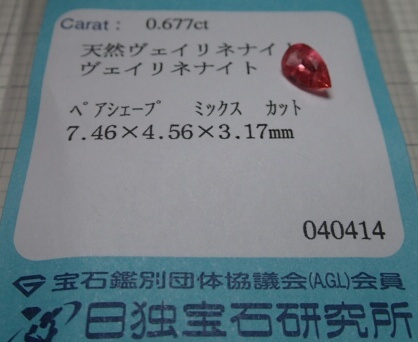 Carat : 0.677ct
天然ヴェイリネナイト
ヴェイリネナイト
ペアシェープ ミックス カット
7.46×4.56×3.17mm
040414
宝石鑑別団体協議会(AGL)会員
日独宝石研究所